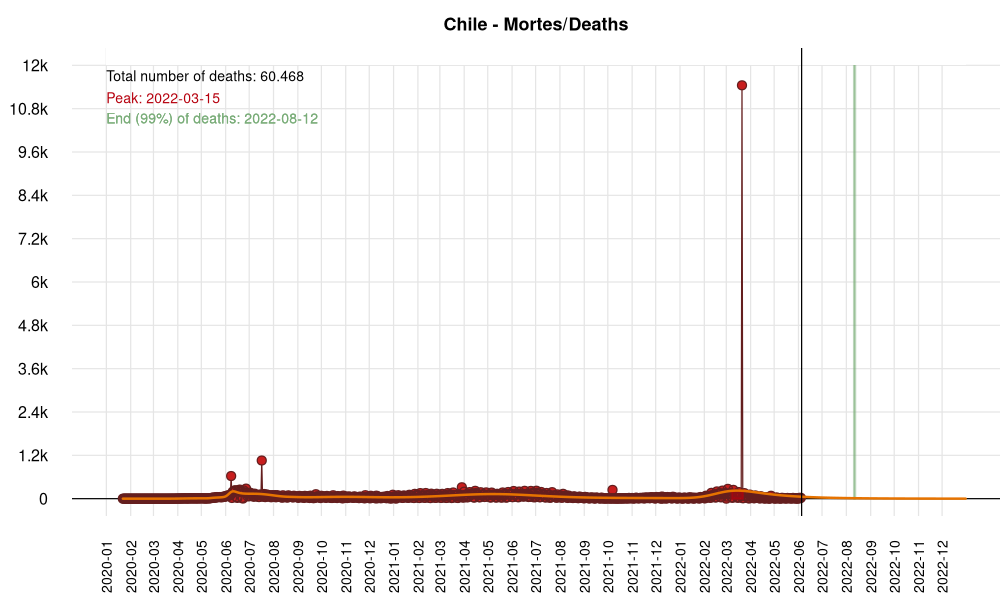 Chile - Mortes/Deaths
Total number of deaths: 60.468
Peak: 2022-03-15
End (99%) of deaths: 2022-08-12
12k
10.8k
9.6k
8.4k
7.2k
6k
4.8k
3.6k
2.4k
1.2k
0
2020-01
2020-02
2020-03
2020-04
2020-05
2020-06
2020-07
2020-08
2020-09
2020-10
2020-11
2020-12
2021-01
2021-02
2021-03
2021-04
2021-05
2021-06
2021-07
2021-08
2021-09
2021-10
2021-11
2021-12
2022-01
2022-02
2022-03
2022-04
2022-05
2022-06
2022-07
2022-08
2022-09
2022-10
2022-11
2022-12